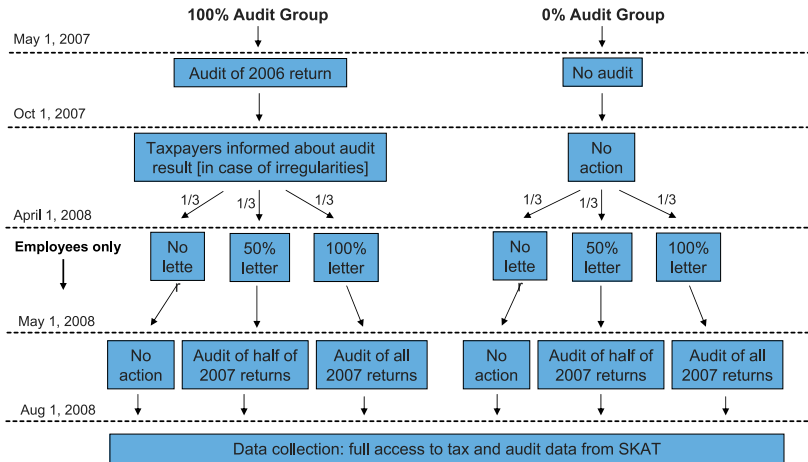 100% Audit Group
0% Audit Group
May 1, 2007
Audit of 2006 return
No audit
Oct 1, 2007
Taxpayers informed about audit
result [in case of irregularities]
No
action
1/3
1/3
1/3
1/3
1/3
1/3
April 1, 2008
Employees only
No
lette
r
50%
letter
100%
letter
No
lette
r
50%
letter
100%
letter
May 1, 2008
No
action
Audit of half of
2007 returns
Audit of all
2007 returns
No
action
Audit of half of
2007 returns
Audit of all
2007 returns
Aug 1, 2008
Data collection: full access to tax and audit data from SKAT